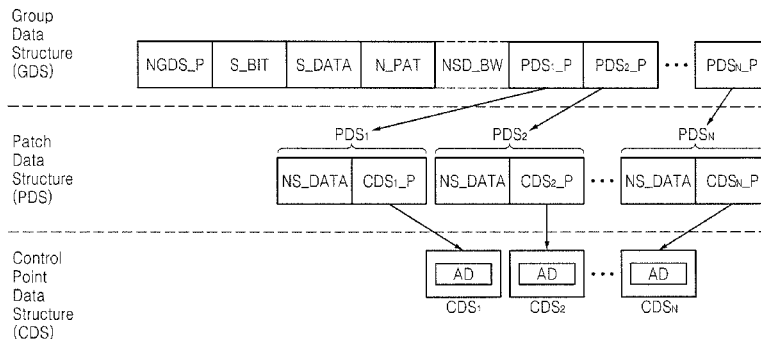 Group
Data
Structure
(GDS)
NGDS_P S_BIT S_DATA N_PAT NSD_BW PDS1_P PDS2_P ••• PDSN_P
Patch
Data
Structure
(PDS)
PDS1 PDS2 PDSN
NS_DATA CDS1_P NS_DATA CDS2_P ••• NS_DATA CDSN_P
Control
Point
Data
Structure
(CDS)
AD AD ••• AD
CDS1 CDS2 CDSN